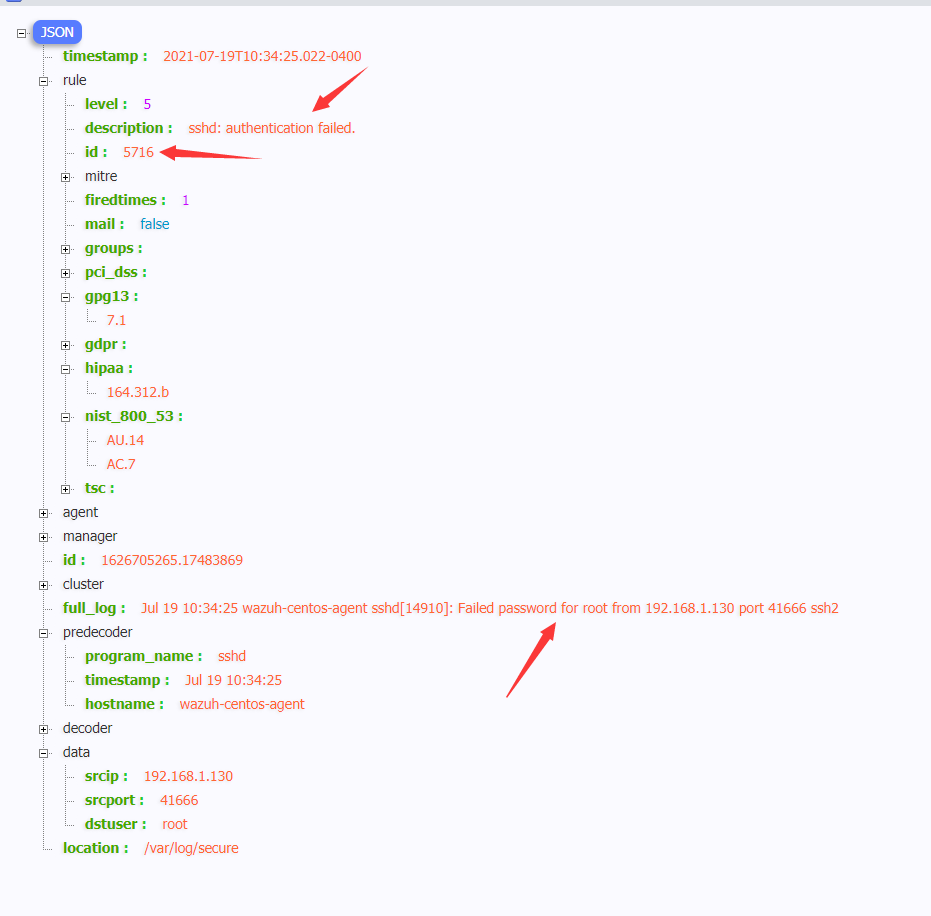 JSON
timestamp : 2021-07-19T10:34:25.022-0400
rule
level : 5
description : sshd: authentication failed.
id : 5716
mitre
firedtimes : 1
mail : false
groups :
pci_dss :
gpg13 :
7.1
gdpr :
hipaa :
164.312.b
nist_800_53 :
AU.14
AC.7
tsc :
agent
manager
id : 1626705265.17483869
cluster
full_log : Jul 19 10:34:25 wazuh-centos-agent sshd[14910]: Failed password for root from 192.168.1.130 port 41666 ssh2
predecoder
program_name : sshd
timestamp : Jul 19 10:34:25
hostname : wazuh-centos-agent
decoder
data
srcip : 192.168.1.130
srcport : 41666
dstuser : root
location : /var/log/secure